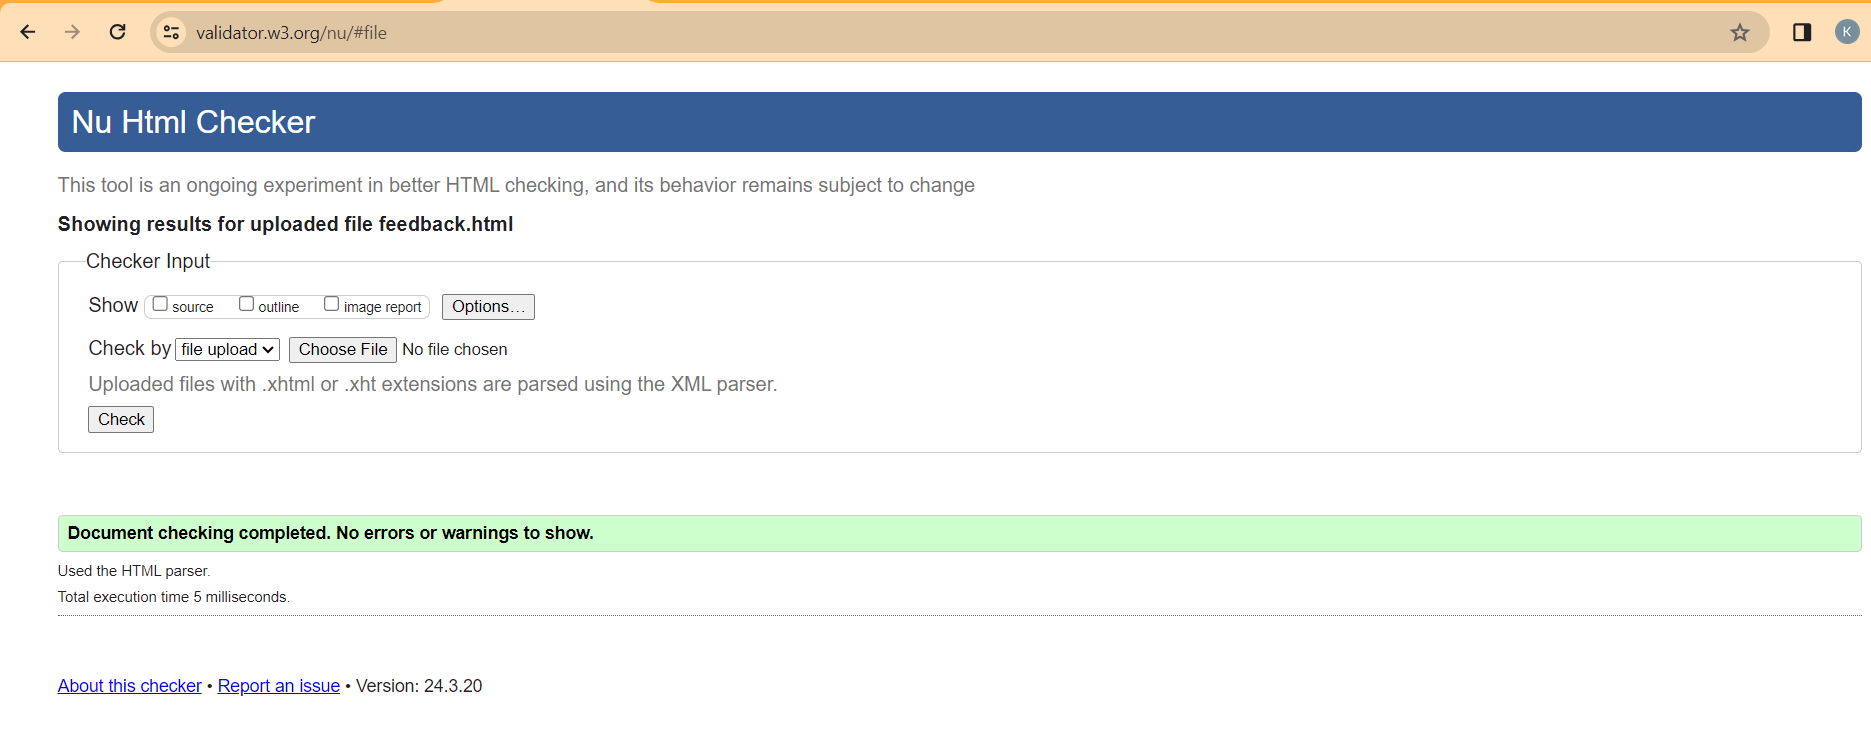 validator.w3.org/nu/#file
K
Nu Html Checker
This tool is an ongoing experiment in better HTML checking, and its behavior remains subject to change
Showing results for uploaded file feedback.html
Checker Input
Show source outline image report Options…
Check by file upload Choose File No file chosen
Uploaded files with .xhtml or .xht extensions are parsed using the XML parser.
Check
Document checking completed. No errors or warnings to show.
Used the HTML parser.
Total execution time 5 milliseconds.
About this checker • Report an issue • Version: 24.3.20